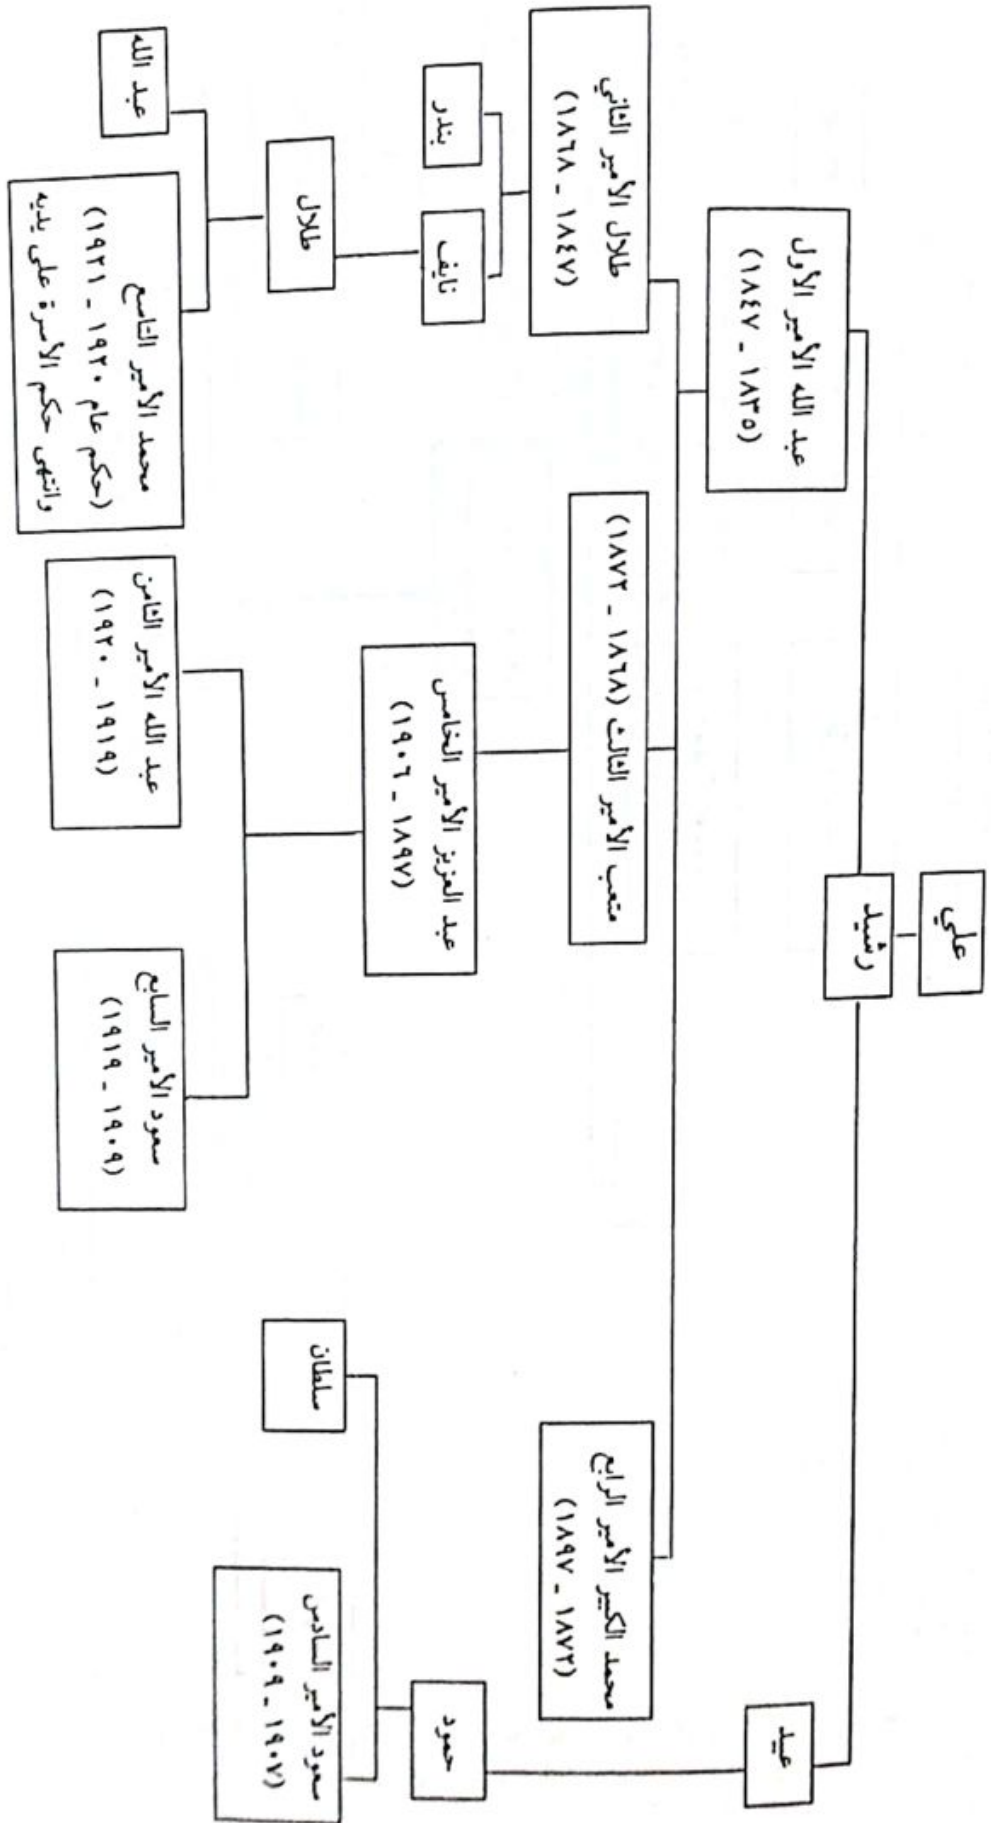 علي
رشيد
عيد
عبد الله الأمير الأول
(١٨٣٥ - ١٨٤٧)
محمد الكبير الأمير الرابع
(١٨٧٢ - ١٨٩٧)
متعب الأمير الثالث (١٨٦٨ - ١٨٧٢)
طلال الأمير الثاني
(١٨٤٧ - ١٨٦٨)
حمود
عبد العزيز الأمير الخامس
(١٨٩٧ - ١٩٠٦)
نايف
بندر
سعود الأمير السادس
(١٩٠٧ - ١٩٠٩)
سلطان
طلال
سعود الأمير السابع
(١٩٠٩ - ١٩١٩)
عبد الله الأمير الثامن
(١٩١٩ - ١٩٢٠)
محمد الأمير التاسع
(حكم عام ١٩٢٠ - ١٩٢١)
وانتهى حكم الأسرة على يديه
عبد الله